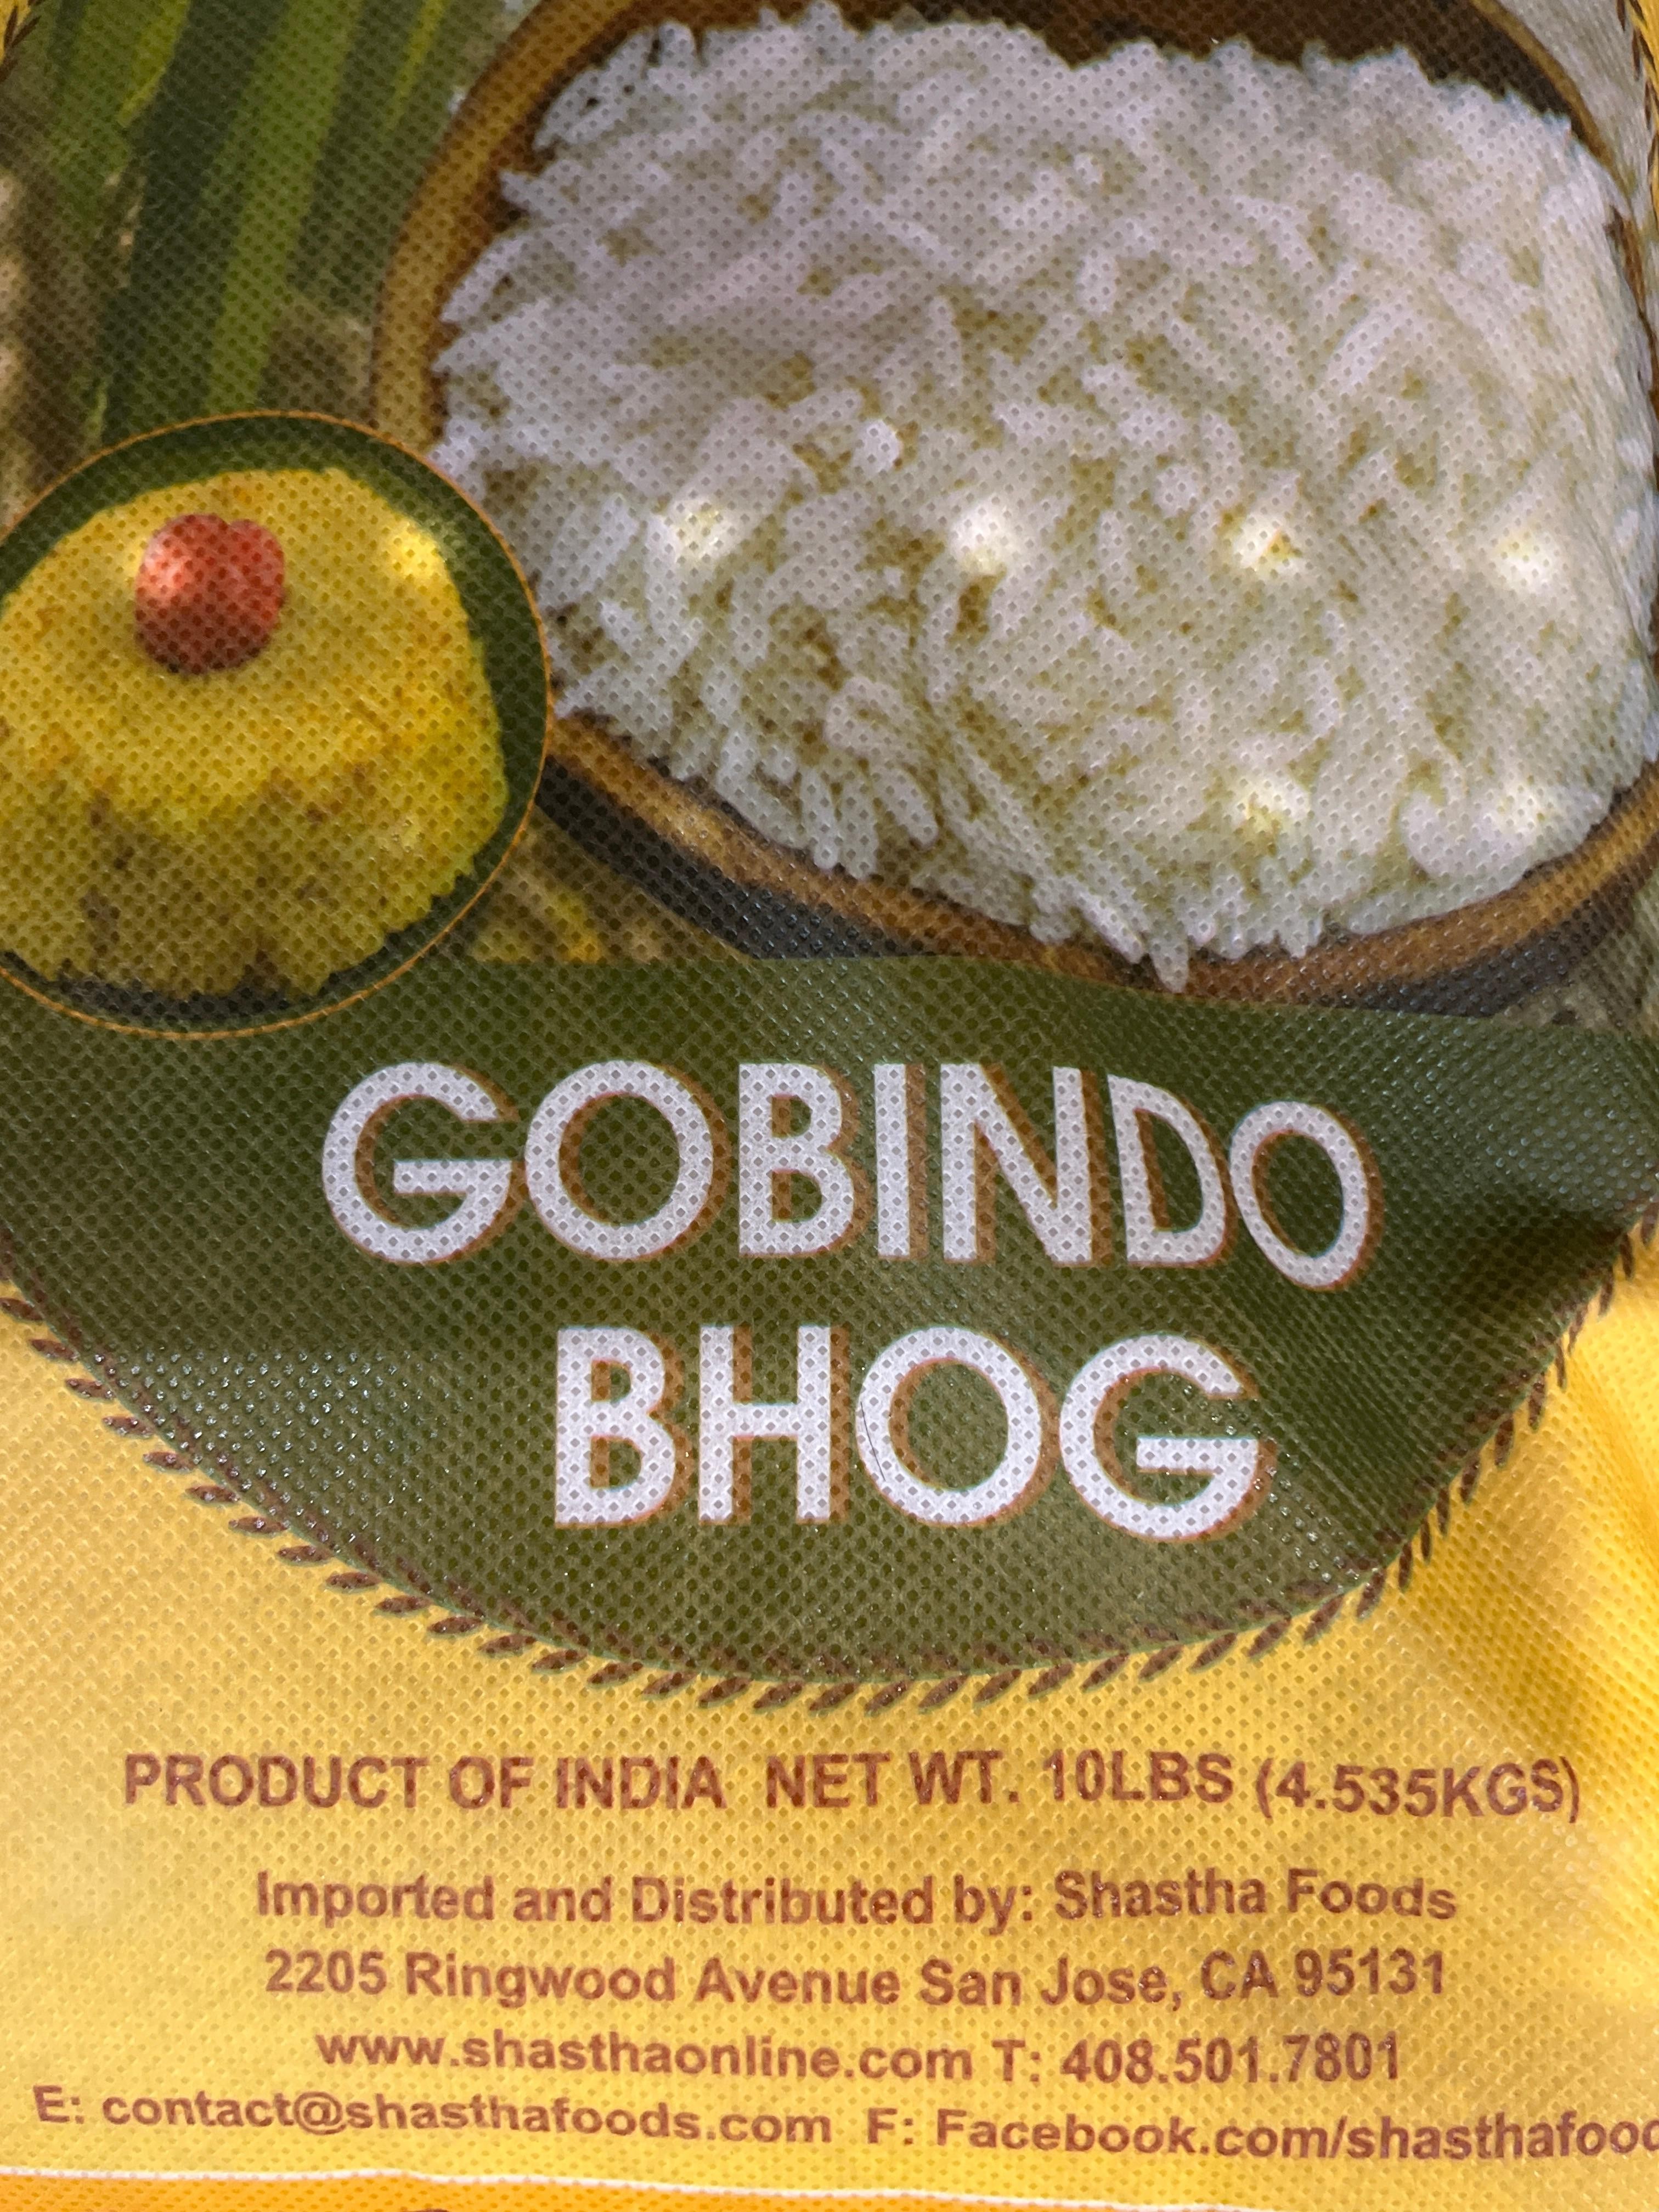 GOBINDO
BHOG
PRODUCT OF INDIA NET WT. 10LBS (4.535KGS)
Imported and Distributed by: Shastha Foods
2205 Ringwood Avenue San Jose, CA 95131
www.shasthaonline.com T: 408.501.7801
E: contact@shasthafoods.com F: Facebook.com/shasthafood